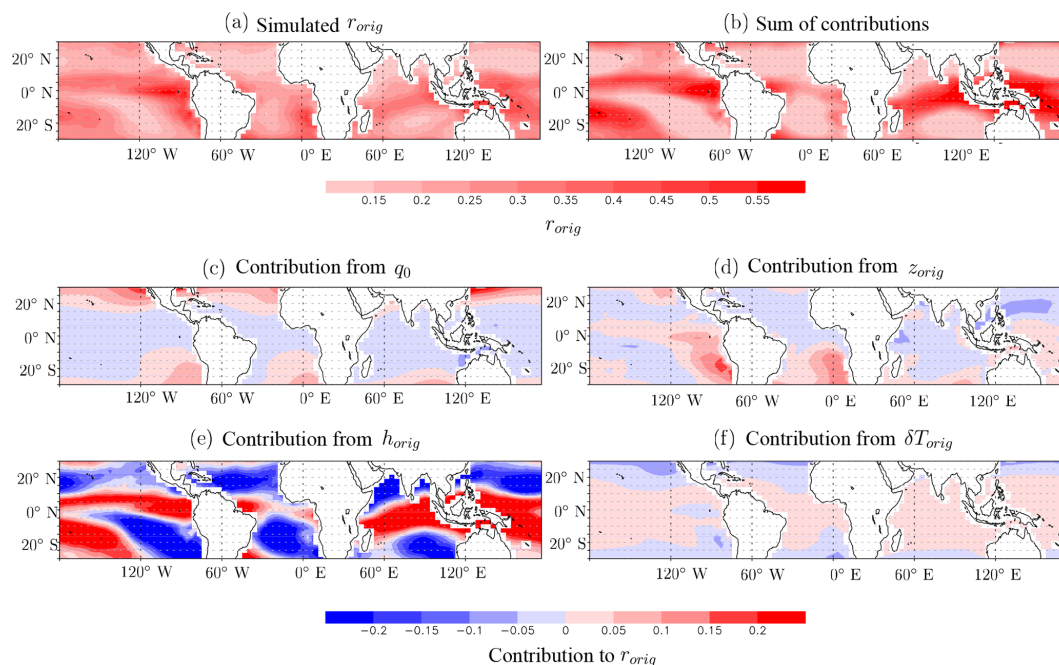 (a) Simulated r_orig
(b) Sum of contributions
20° N
0° N
20° S
120° W
60° W
0° E
60° E
120° E
20° N
0° N
20° S
120° W
60° W
0° E
60° E
120° E
0.15 0.2 0.25 0.3 0.35 0.4 0.45 0.5 0.55
r_orig
(c) Contribution from q_0
(d) Contribution from z_orig
20° N
0° N
20° S
120° W
60° W
0° E
60° E
120° E
20° N
0° N
20° S
120° W
60° W
0° E
60° E
120° E
(e) Contribution from h_orig
(f) Contribution from δT_orig
20° N
0° N
20° S
120° W
60° W
0° E
60° E
120° E
20° N
0° N
20° S
120° W
60° W
0° E
60° E
120° E
−0.2 −0.15 −0.1 −0.05 0 0.05 0.1 0.15 0.2
Contribution to r_orig